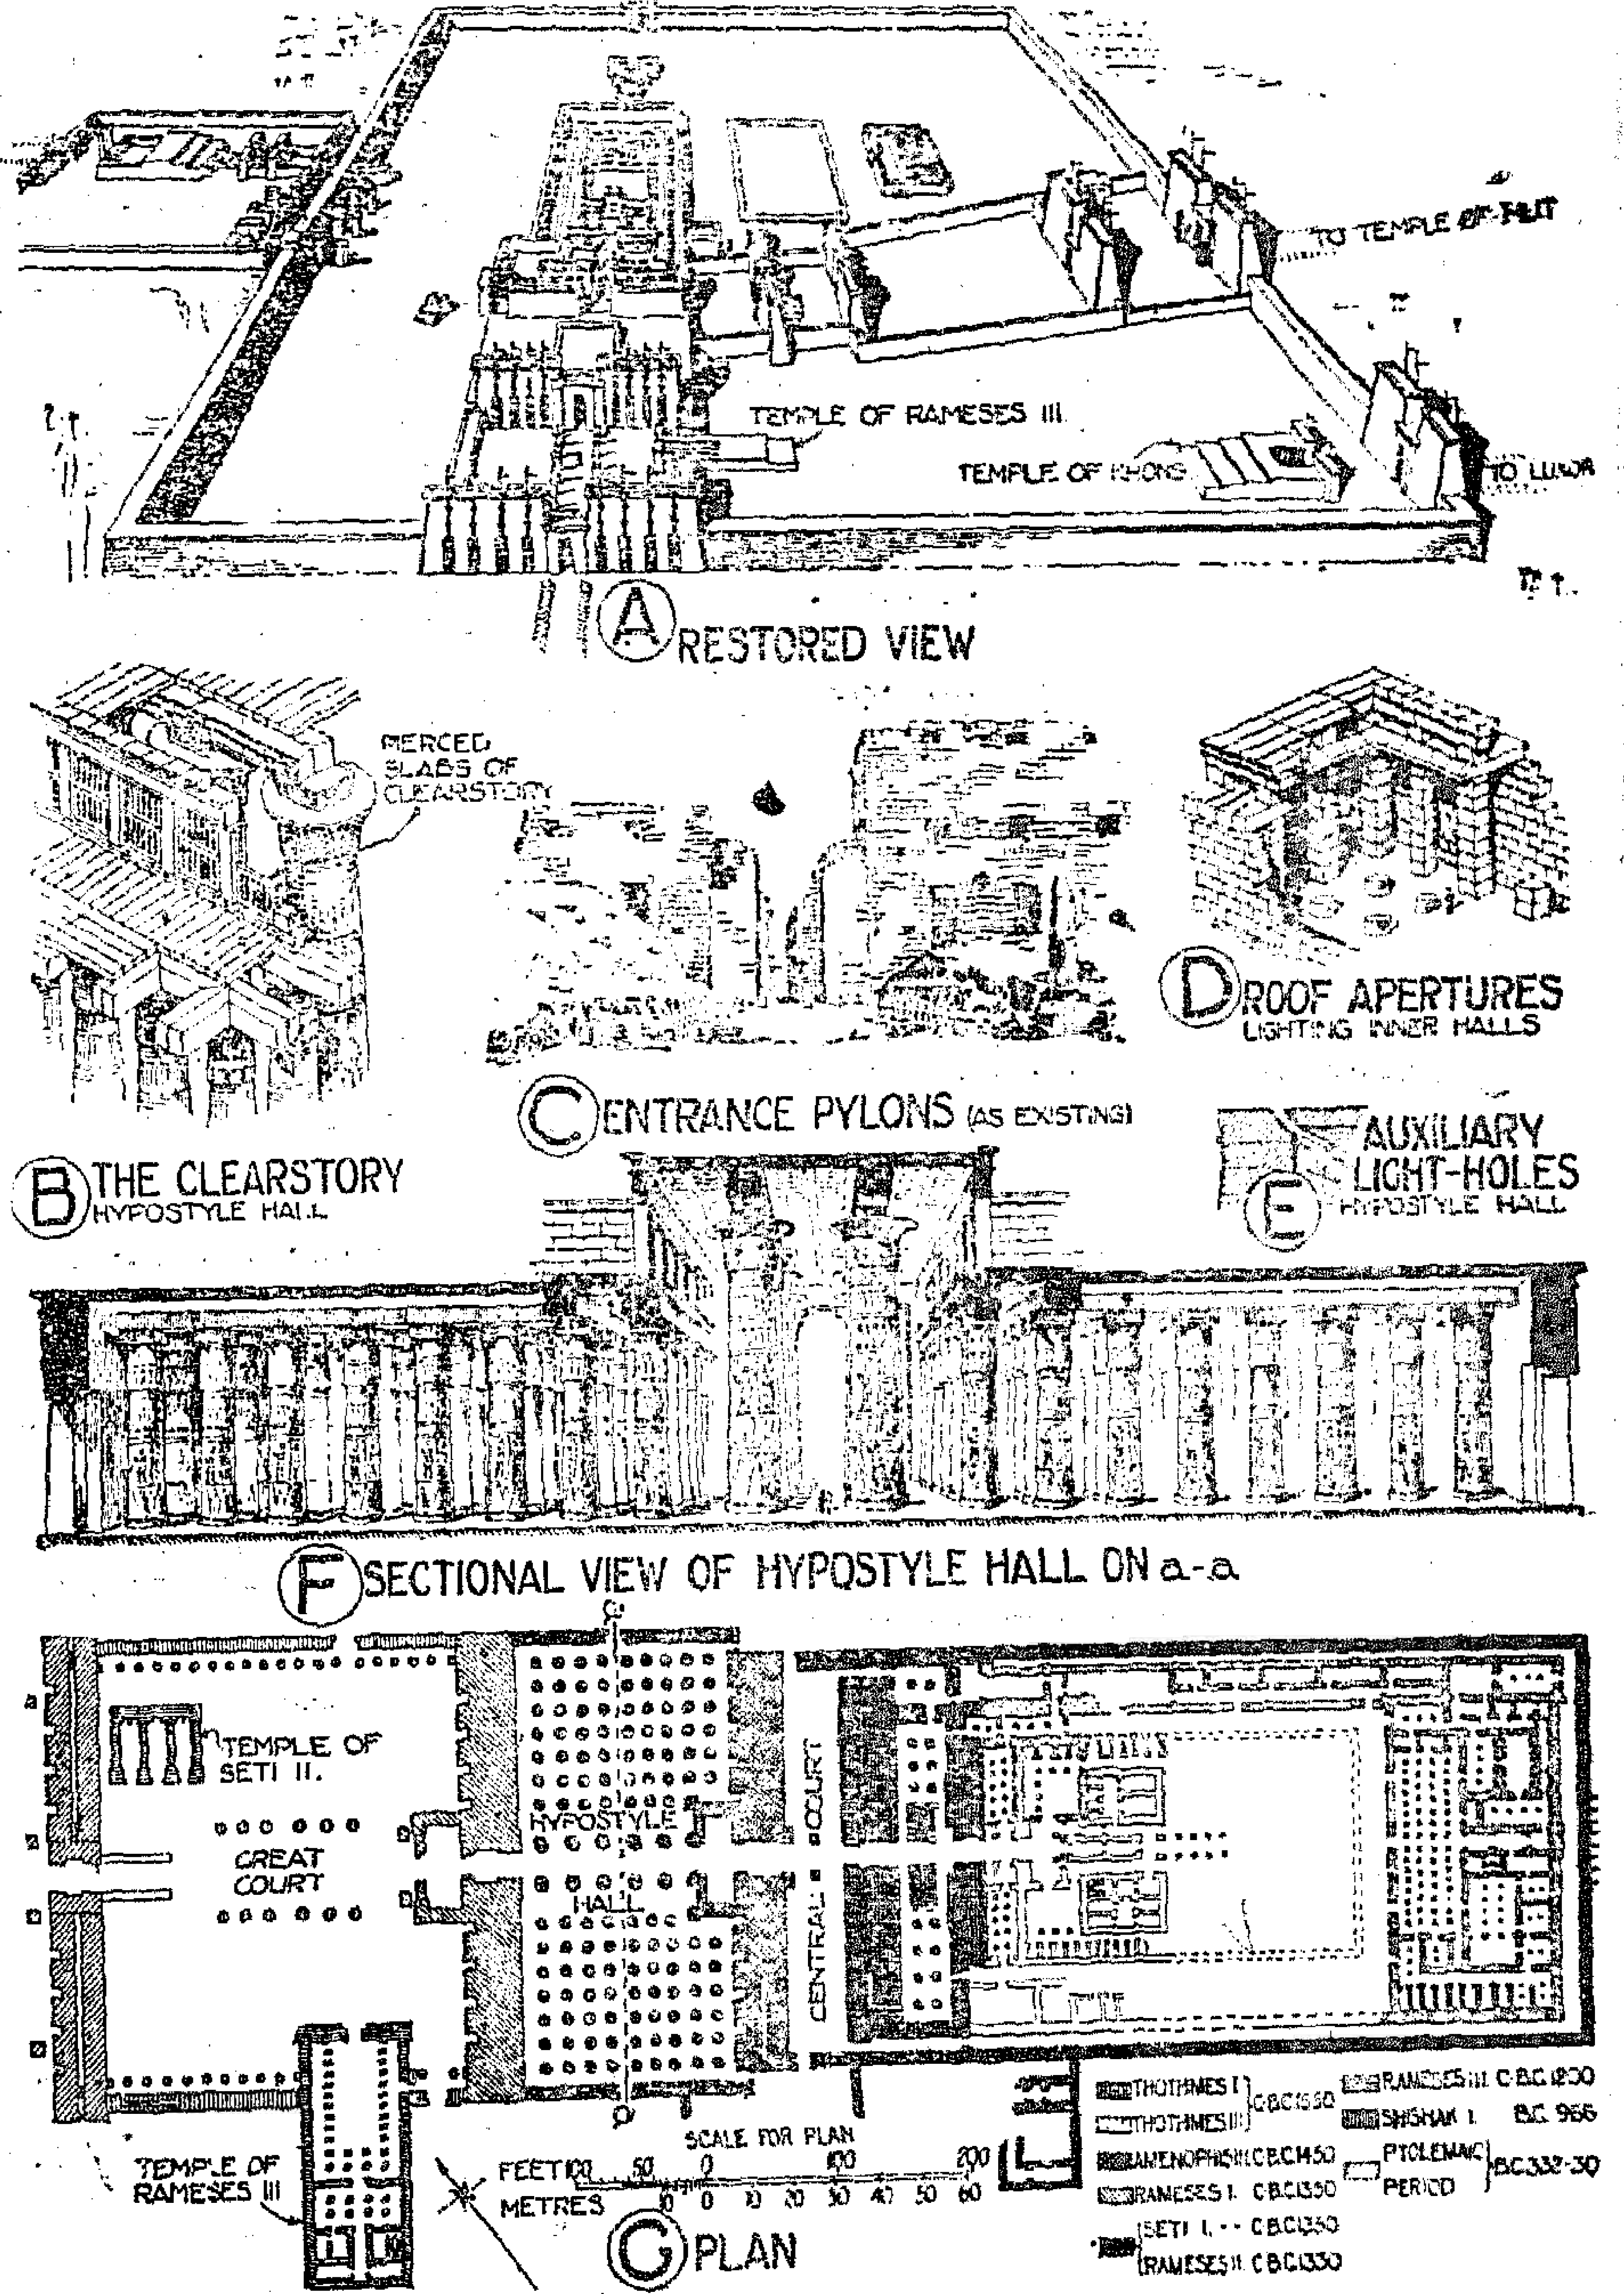 TO TEMPLE OF MUT
TEMPLE OF RAMESES III.
TEMPLE OF KHONS
TO LUXOR
A RESTORED VIEW
PIERCED
SLABS OF
CLEARSTORY
B THE CLEARSTORY
HYPOSTYLE HALL
C ENTRANCE PYLONS (AS EXISTING)
D ROOF APERTURES
LIGHTING INNER HALLS
E AUXILIARY
LIGHT-HOLES
HYPOSTYLE HALL
F SECTIONAL VIEW OF HYPOSTYLE HALL ON a-a
a
TEMPLE OF
SETI II.
GREAT
COURT
HYPOSTYLE
HALL
CENTRAL COURT
a
TEMPLE OF
RAMESES III
SCALE FOR PLAN
FEET 100 50 0 100 200
METRES 10 0 10 20 30 40 50 60
G PLAN
THOTHMES I
THOTHMES III
C.B.C.1550
AMENOPHIS III C.B.C.1450
RAMESES I. C.B.C.1350
SETI I. C.B.C.1350
RAMESES II. C.B.C.1330
RAMESES III. C.B.C.1200
SHISHAK I. B.C. 966
PTOLEMAIC
PERIOD
B.C.332-30